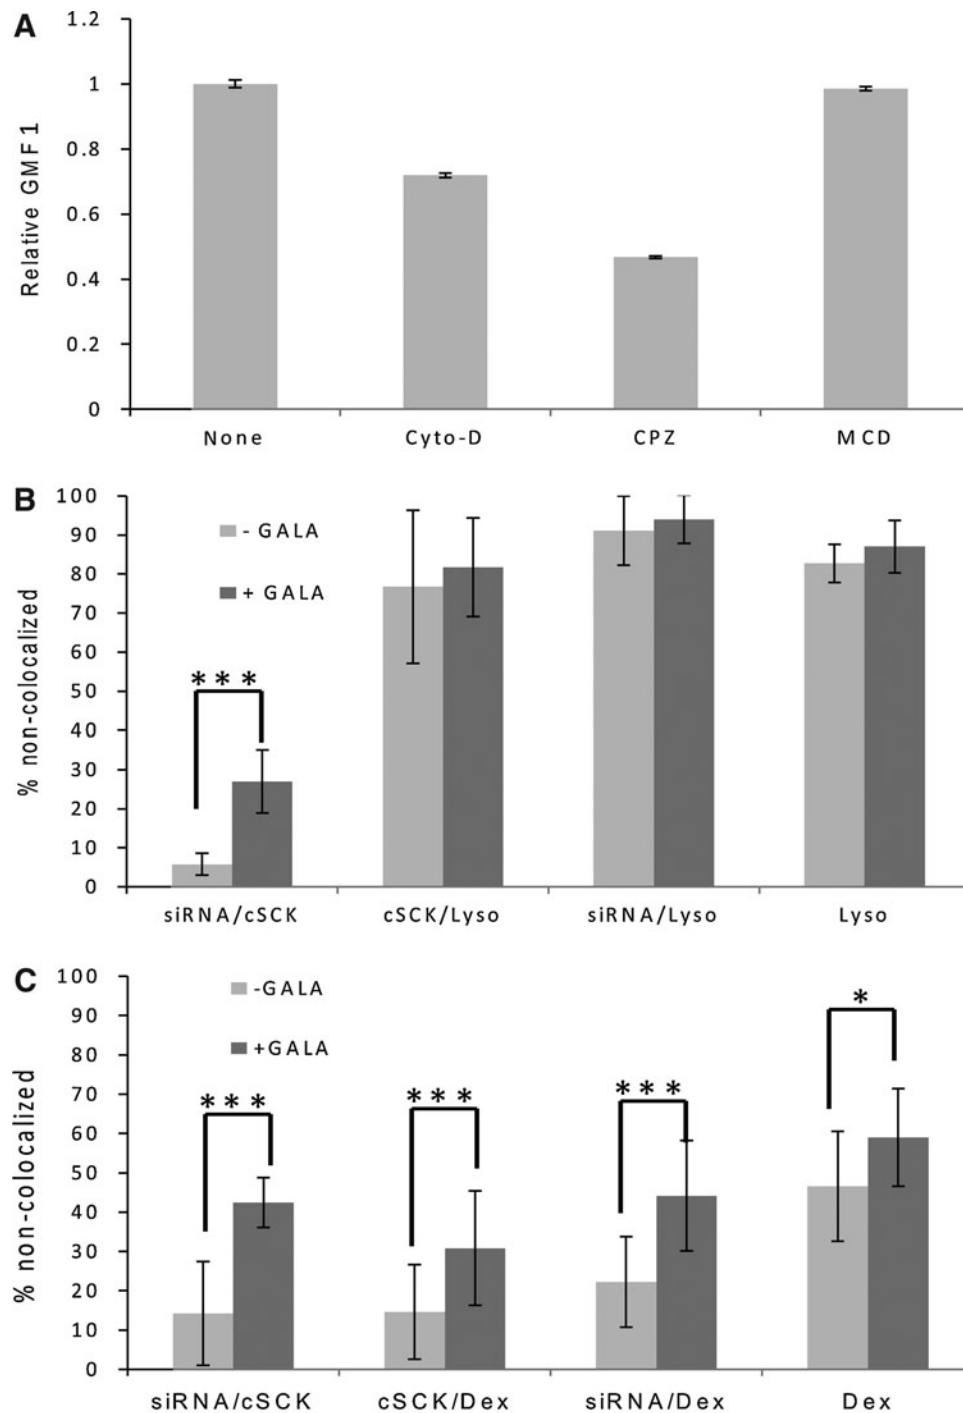 A
Relative GMF1
1.2
1
0.8
0.6
0.4
0.2
0
None Cyto-D CPZ MCD
B
% non-colocalized
100
90
80
70
60
50
40
30
20
10
0
- GALA
+ GALA
***
siRNA/cSCK cSCK/Lyso siRNA/Lyso Lyso
C
% non-colocalized
100
90
80
70
60
50
40
30
20
10
0
-GALA
+GALA
*** *** *** *
siRNA/cSCK cSCK/Dex siRNA/Dex Dex